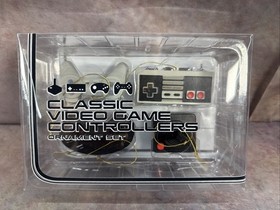 CLASSIC
VIDEO GAME
CONTROLLERS
ORNAMENT SET